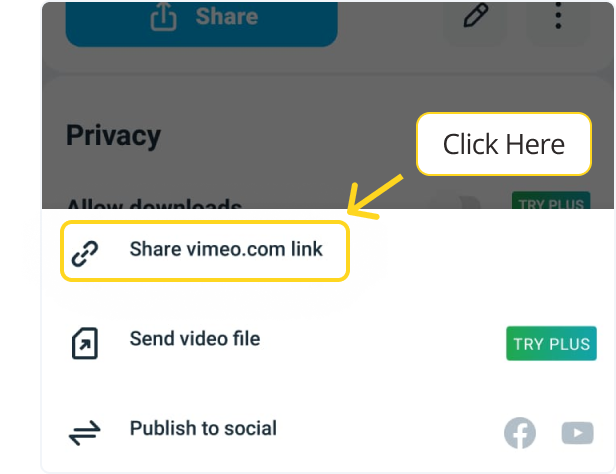 Share
Privacy
Click Here
Allow downloads
TRY PLUS
Share vimeo.com link
Send video file
TRY PLUS
Publish to social